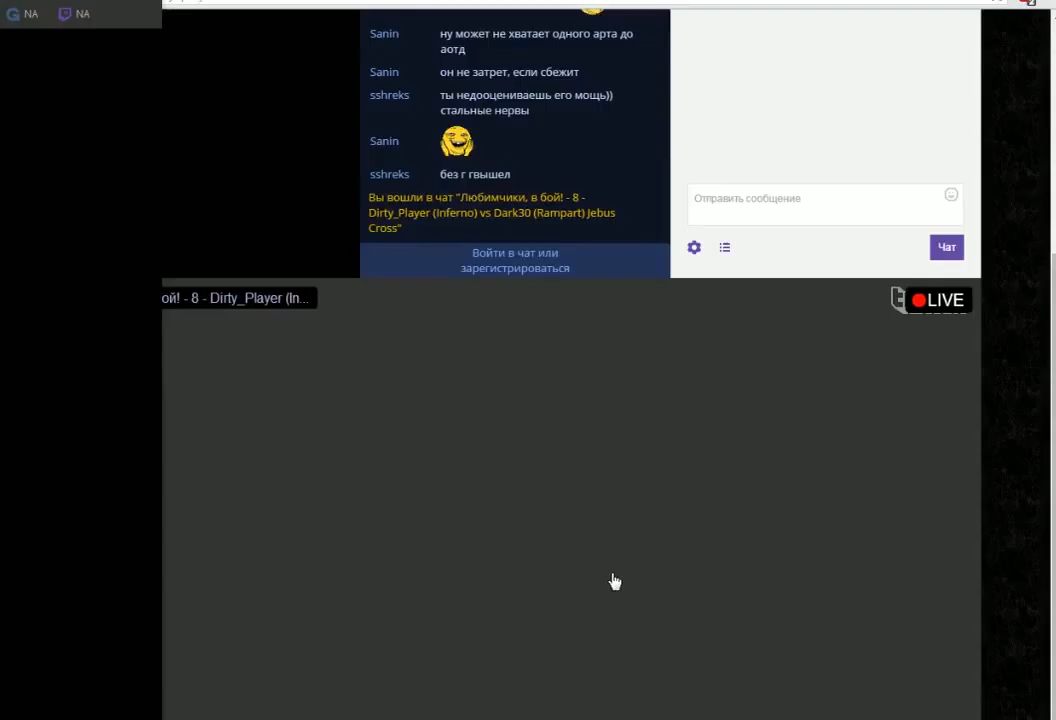 NA NA
Sanin ну может не хватает одного арта до
аотд
Sanin он не затрет, если сбежит
sshreks ты недооцениваешь его мощь))
стальные нервы
Sanin
sshreks без г гвышел
Вы вошли в чат "Любимчики, в бой! - 8 -
Dirty_Player (Inferno) vs Dark30 (Rampart) Jebus
Cross"
Войти в чат или
зарегистрироваться
Отправить сообщение
Чат
ой! - 8 - Dirty_Player (In...
LIVE